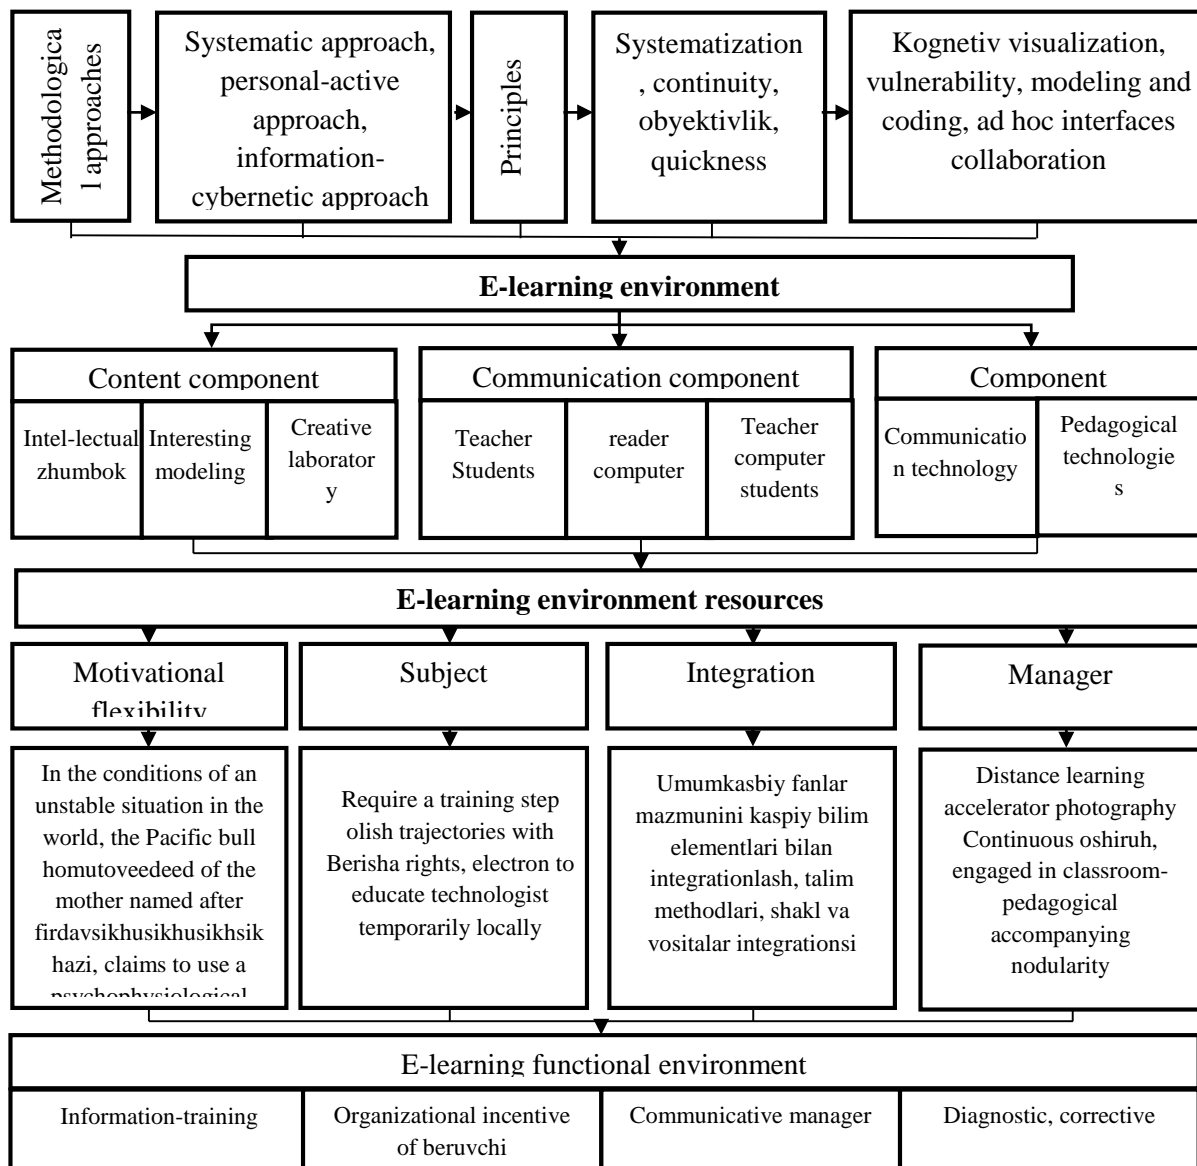 Methodologica
l approaches
Systematic approach,
personal-active
approach,
information-
cybernetic approach
Principles
Systematization
, continuity,
obyektivlik,
quickness
Kognetiv visualization,
vulnerability, modeling and
coding, ad hoc interfaces
collaboration
E-learning environment
Content component
Intel-lectual
zhumbok
Interesting
modeling
Creative
laborator
y
Communication component
Teacher
Students
reader
computer
Teacher
computer
students
Component
Communicatio
n technology
Pedagogical
technologie
s
E-learning environment resources
Motivational
flexibility
Subject
Integration
Manager
In the conditions of an
unstable situation in the
world, the Pacific bull
homutoveedeed of the
mother named after
firdavsikhusikhusikhsik
hazi, claims to use a
psychophysiological
Require a training step
olish trajectories with
Berisha rights, electron to
educate technologist
temporarily locally
Umumkasbiy fanlar
mazmunini kaspiy bilim
elementlari bilan
integrationlash, talim
methodlari, shakl va
vositalar integrationsi
Distance learning
accelerator photography
Continuous oshiruh,
engaged in classroom-
pedagogical
accompanying
nodularity
E-learning functional environment
Information-training
Organizational incentive
of beruvchi
Communicative manager
Diagnostic, corrective